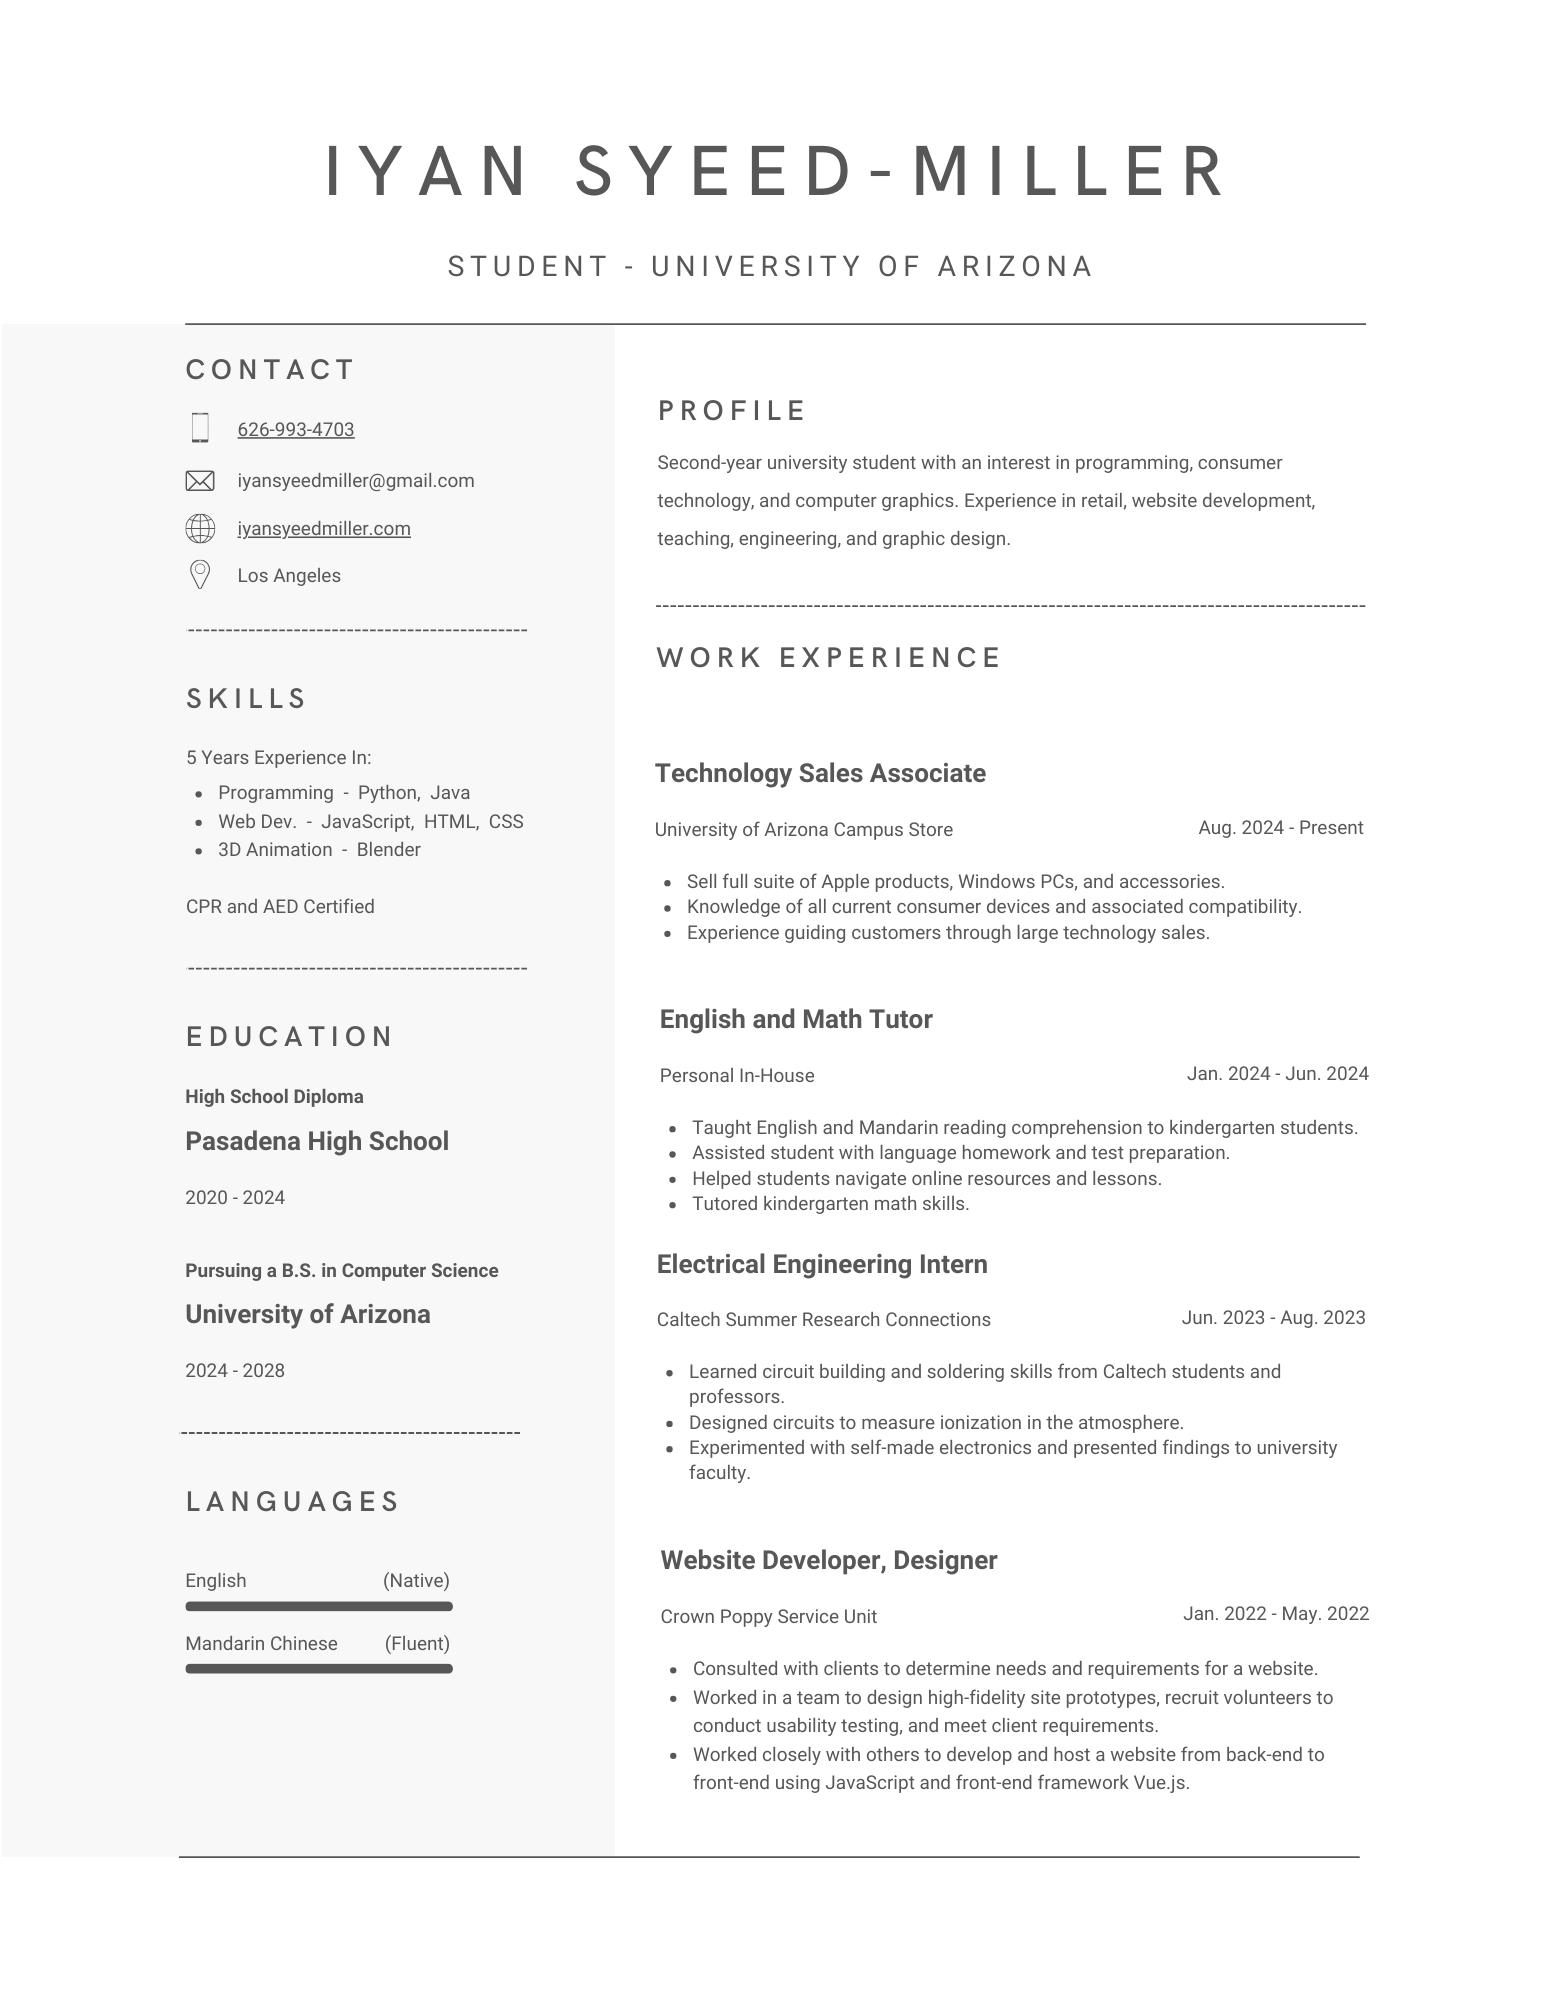 IYAN SYEED-MILLER
STUDENT - UNIVERSITY OF ARIZONA
CONTACT
626-993-4703
iyansyeedmiller@gmail.com
iyansyeedmiller.com
Los Angeles
SKILLS
5 Years Experience In:
Programming - Python, Java
Web Dev. - JavaScript, HTML, CSS
3D Animation - Blender
CPR and AED Certified
EDUCATION
High School Diploma
Pasadena High School
2020 - 2024
Pursuing a B.S. in Computer Science
University of Arizona
2024 - 2028
LANGUAGES
English (Native)
Mandarin Chinese (Fluent)
PROFILE
Second-year university student with an interest in programming, consumer
technology, and computer graphics. Experience in retail, website development,
teaching, engineering, and graphic design.
WORK EXPERIENCE
Technology Sales Associate
University of Arizona Campus Store Aug. 2024 - Present
Sell full suite of Apple products, Windows PCs, and accessories.
Knowledge of all current consumer devices and associated compatibility.
Experience guiding customers through large technology sales.
English and Math Tutor
Personal In-House Jan. 2024 - Jun. 2024
Taught English and Mandarin reading comprehension to kindergarten students.
Assisted student with language homework and test preparation.
Helped students navigate online resources and lessons.
Tutored kindergarten math skills.
Electrical Engineering Intern
Caltech Summer Research Connections Jun. 2023 - Aug. 2023
Learned circuit building and soldering skills from Caltech students and
professors.
Designed circuits to measure ionization in the atmosphere.
Experimented with self-made electronics and presented findings to university
faculty.
Website Developer, Designer
Crown Poppy Service Unit Jan. 2022 - May. 2022
Consulted with clients to determine needs and requirements for a website.
Worked in a team to design high-fidelity site prototypes, recruit volunteers to
conduct usability testing, and meet client requirements.
Worked closely with others to develop and host a website from back-end to
front-end using JavaScript and front-end framework Vue.js.